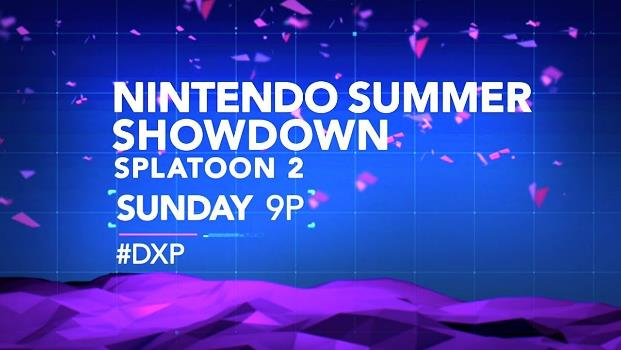 NINTENDO SUMMER
SHOWDOWN
SPLATOON 2
SUNDAY 9P
#DXP